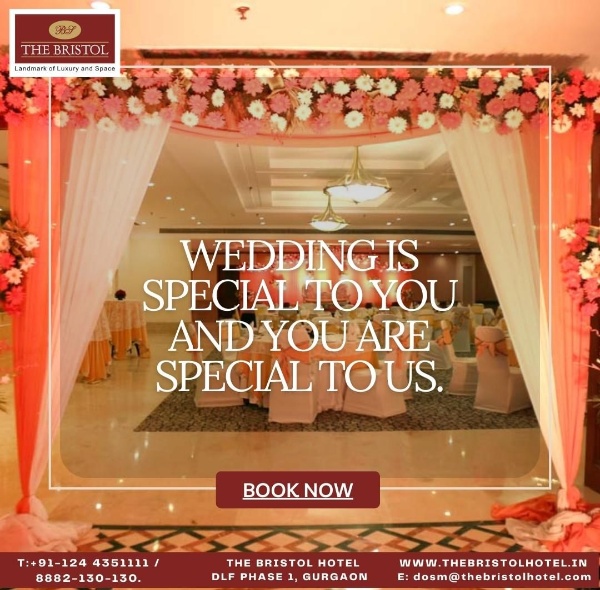 BS
THE BRISTOL
Landmark of Luxury and Space
WEDDING IS
SPECIAL TO YOU
AND YOU ARE
SPECIAL TO US.
BOOK NOW
T:+91-124 4351111 /
8882-130-130.
THE BRISTOL HOTEL
DLF PHASE 1, GURGAON
WWW.THEBRISTOLHOTEL.IN
E: dosm@thebristolhotel.com